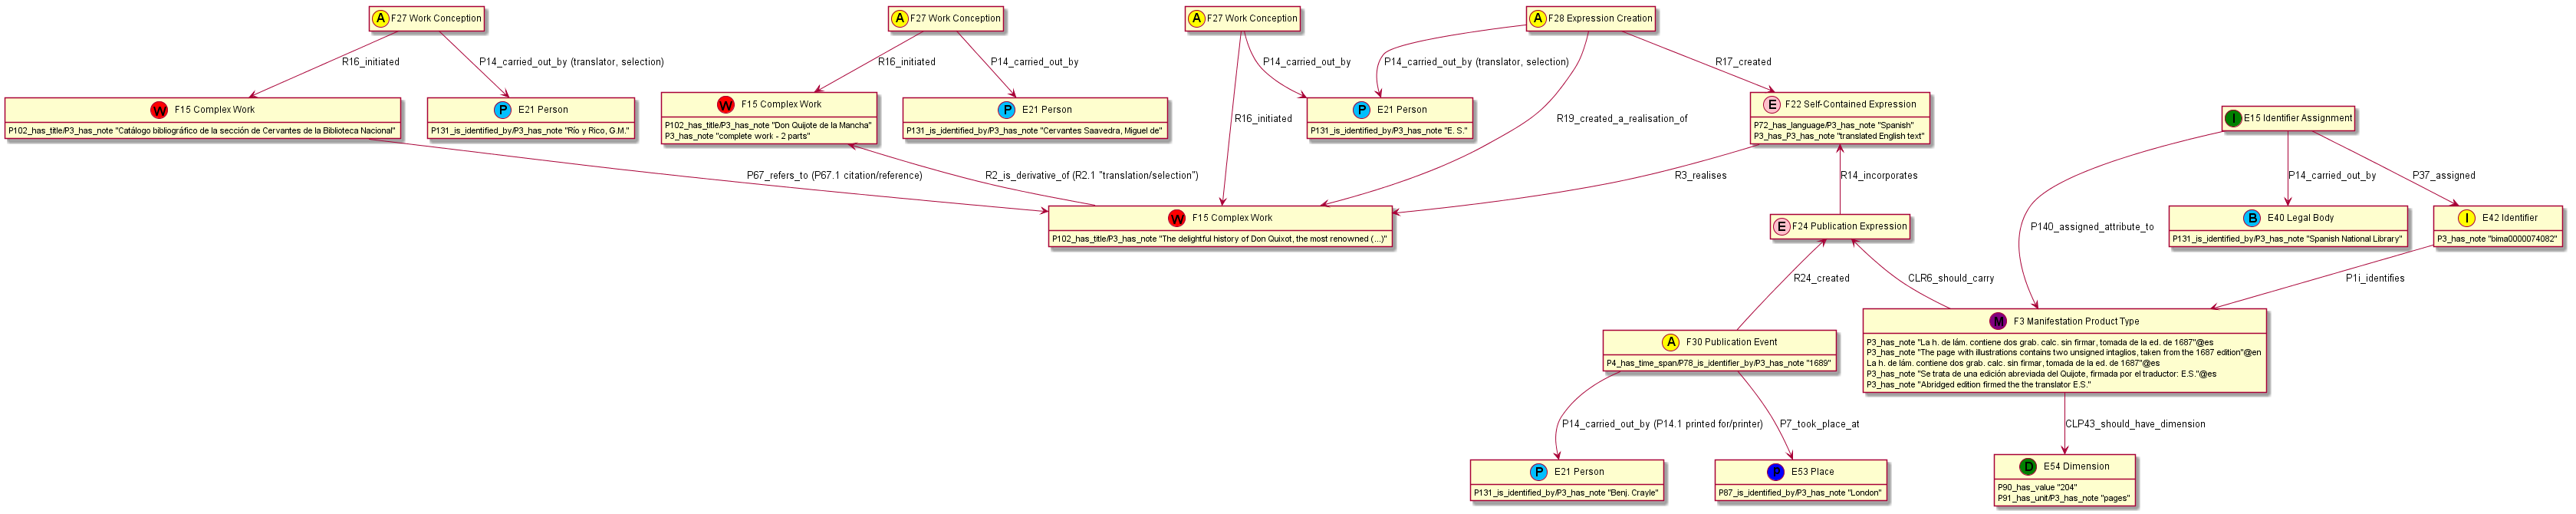 A F27 Work Conception
A F27 Work Conception
A F27 Work Conception
A F28 Expression Creation
R16_initiated
P14_carried_out_by (translator, selection)
R16_initiated
P14_carried_out_by
P14_carried_out_by
P14_carried_out_by (translator, selection)
R17_created
W F15 Complex Work
P102_has_title/P3_has_note "Catálogo bibliográfico de la sección de Cervantes de la Biblioteca Nacional"
P E21 Person
P131_is_identified_by/P3_has_note "Río y Rico, G.M."
W F15 Complex Work
P102_has_title/P3_has_note "Don Quijote de la Mancha"
P3_has_note "complete work - 2 parts"
P E21 Person
P131_is_identified_by/P3_has_note "Cervantes Saavedra, Miguel de"
R16_initiated
P E21 Person
P131_is_identified_by/P3_has_note "E. S."
R19_created_a_realisation_of
E F22 Self-Contained Expression
P72_has_language/P3_has_note "Spanish"
P3_has_P3_has_note "translated English text"
I E15 Identifier Assignment
P67_refers_to (P67.1 citation/reference)
R2_is_derivative_of (R2.1 "translation/selection")
R3_realises
R14_incorporates
P14_carried_out_by
P37_assigned
W F15 Complex Work
P102_has_title/P3_has_note "The delightful history of Don Quixot, the most renowned (...)"
E F24 Publication Expression
P140_assigned_attribute_to
B E40 Legal Body
P131_is_identified_by/P3_has_note "Spanish National Library"
I E42 Identifier
P3_has_note "bima0000074082"
R24_created
CLR6_should_carry
P1i_identifies
A F30 Publication Event
P4_has_time_span/P78_is_identifier_by/P3_has_note "1689"
M F3 Manifestation Product Type
P3_has_note "La h. de lám. contiene dos grab. calc. sin firmar, tomada de la ed. de 1687"@es
P3_has_note "The page with illustrations contains two unsigned intaglios, taken from the 1687 edition"@en
La h. de lám. contiene dos grab. calc. sin firmar, tomada de la ed. de 1687"@es
P3_has_note "Se trata de una edición abreviada del Quijote, firmada por el traductor: E.S."@es
P3_has_note "Abridged edition firmed the the translator E.S."
P14_carried_out_by (P14.1 printed for/printer)
P7_took_place_at
CLP43_should_have_dimension
P E21 Person
P131_is_identified_by/P3_has_note "Benj. Crayle"
P E53 Place
P87_is_identified_by/P3_has_note "London"
D E54 Dimension
P90_has_value "204"
P91_has_unit/P3_has_note "pages"